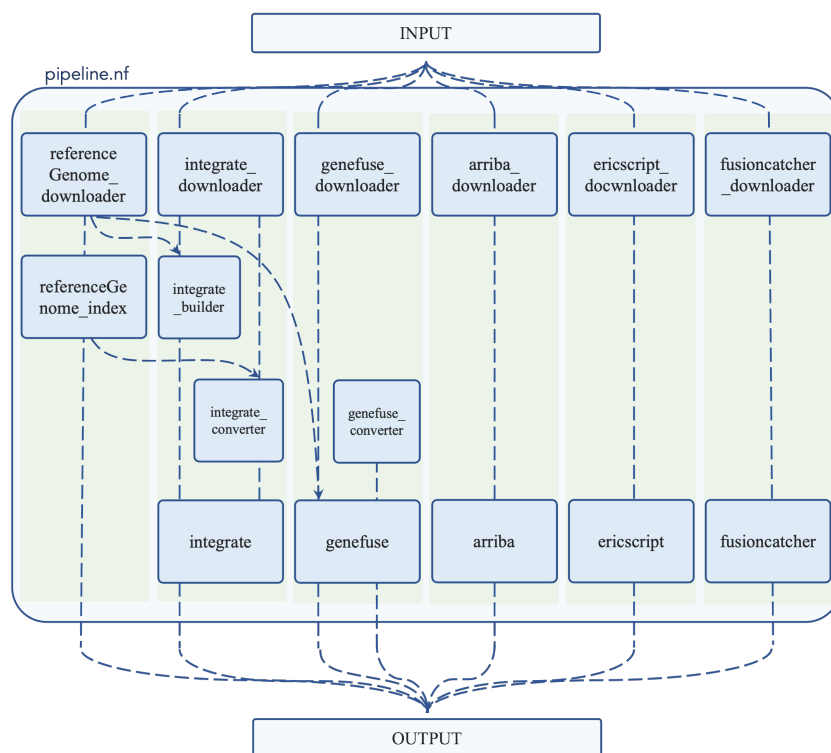 INPUT
pipeline.nf
reference
Genome_
downloader
integrate_
downloader
genefuse_
downloader
arriba_
downloader
ericscript_
docwnloader
fusioncatcher
_downloader
referenceGe
nome_index
integrate
_builder
integrate_
converter
genefuse_
converter
integrate
genefuse
arriba
ericscript
fusioncatcher
OUTPUT